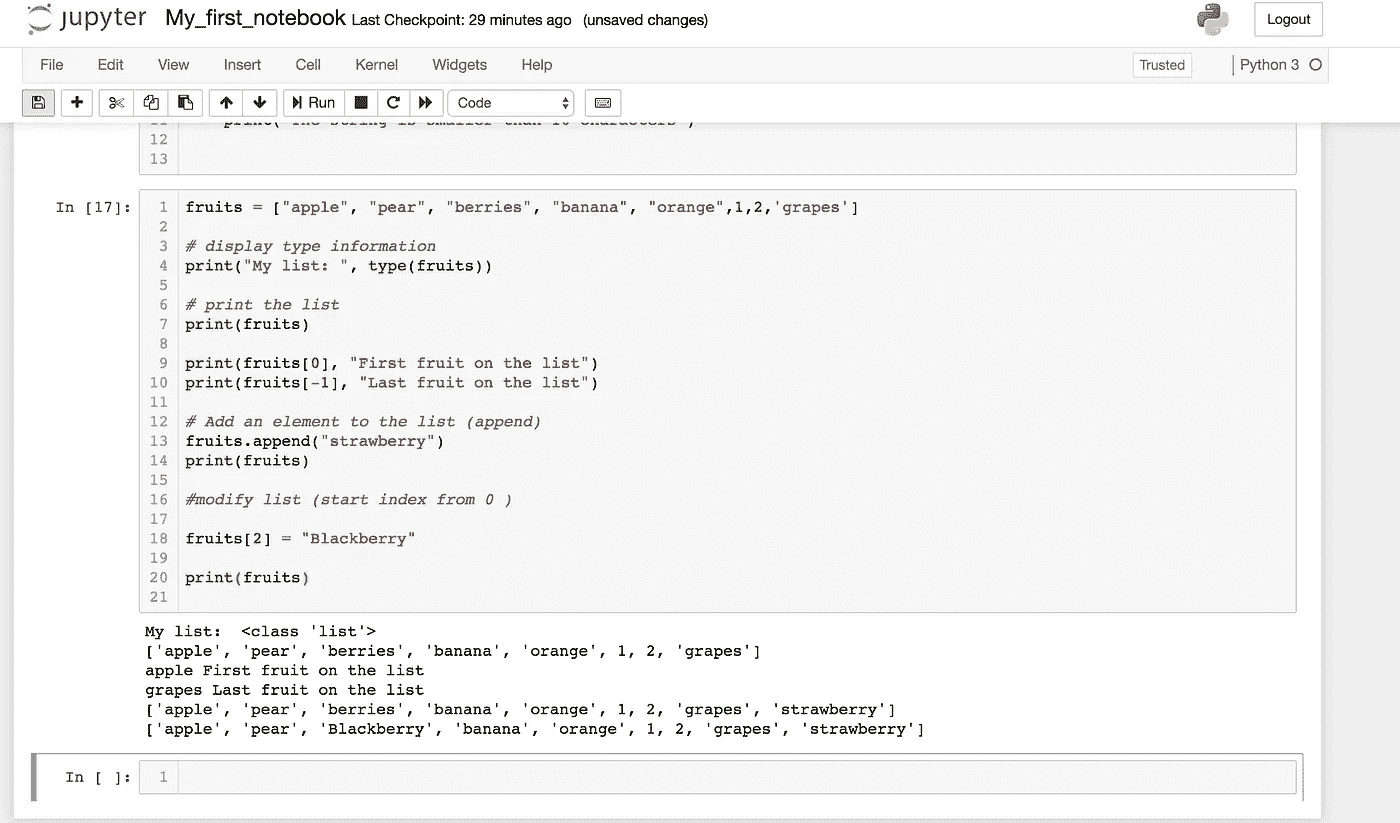 jupyter My_first_notebook Last Checkpoint: 29 minutes ago (unsaved changes)
Logout
File Edit View Insert Cell Kernel Widgets Help
Trusted
Python 3
Run
Code
11 print("The string is smaller than 10 characters")
12
13
In [17]:
1 fruits = ["apple", "pear", "berries", "banana", "orange",1,2,'grapes']
2
3 # display type information
4 print("My list: ", type(fruits))
5
6 # print the list
7 print(fruits)
8
9 print(fruits[0], "First fruit on the list")
10 print(fruits[-1], "Last fruit on the list")
11
12 # Add an element to the list (append)
13 fruits.append("strawberry")
14 print(fruits)
15
16 #modify list (start index from 0 )
17
18 fruits[2] = "Blackberry"
19
20 print(fruits)
21
My list:  <class 'list'>
['apple', 'pear', 'berries', 'banana', 'orange', 1, 2, 'grapes']
apple First fruit on the list
grapes Last fruit on the list
['apple', 'pear', 'berries', 'banana', 'orange', 1, 2, 'grapes', 'strawberry']
['apple', 'pear', 'Blackberry', 'banana', 'orange', 1, 2, 'grapes', 'strawberry']
In [ ]:
1